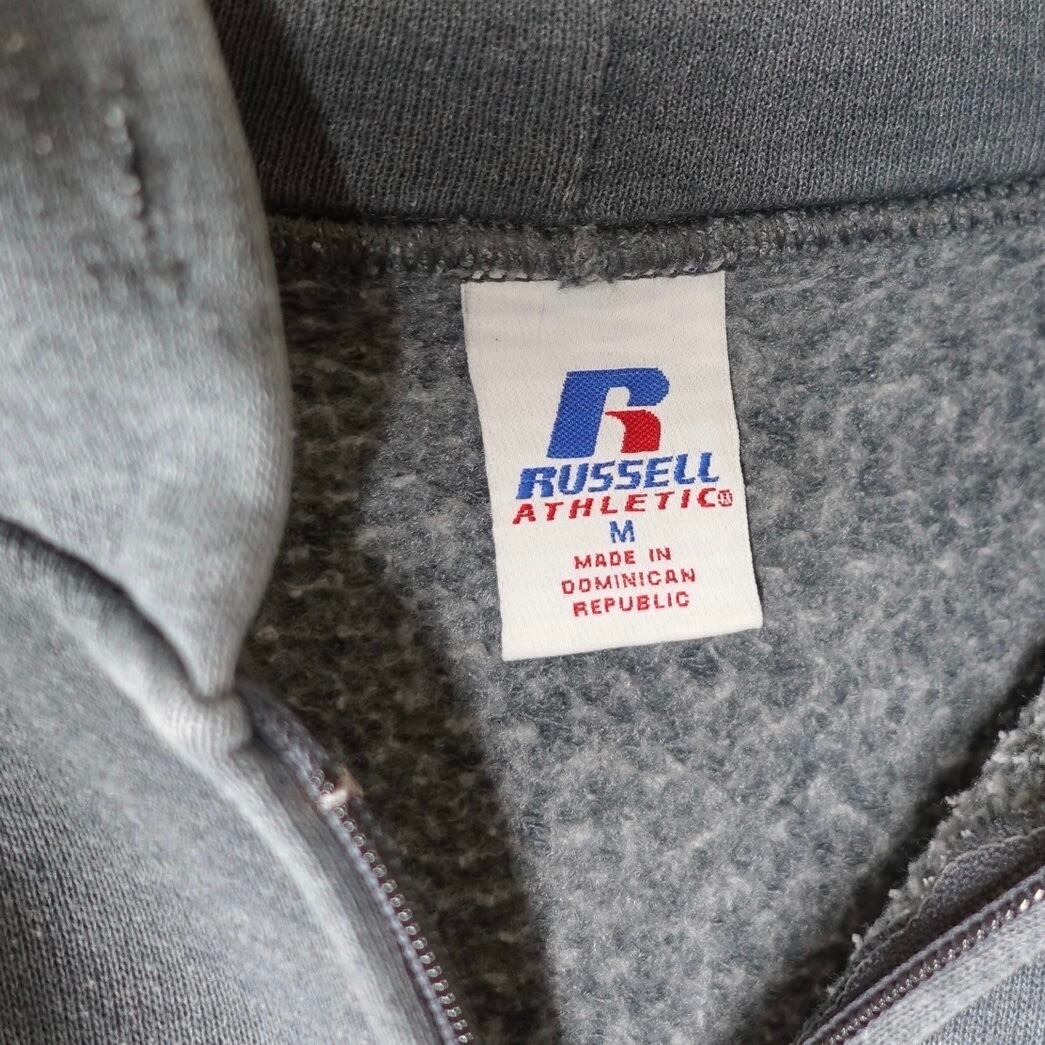 R
RUSSELL
ATHLETIC®
M
MADE IN
DOMINICAN
REPUBLIC